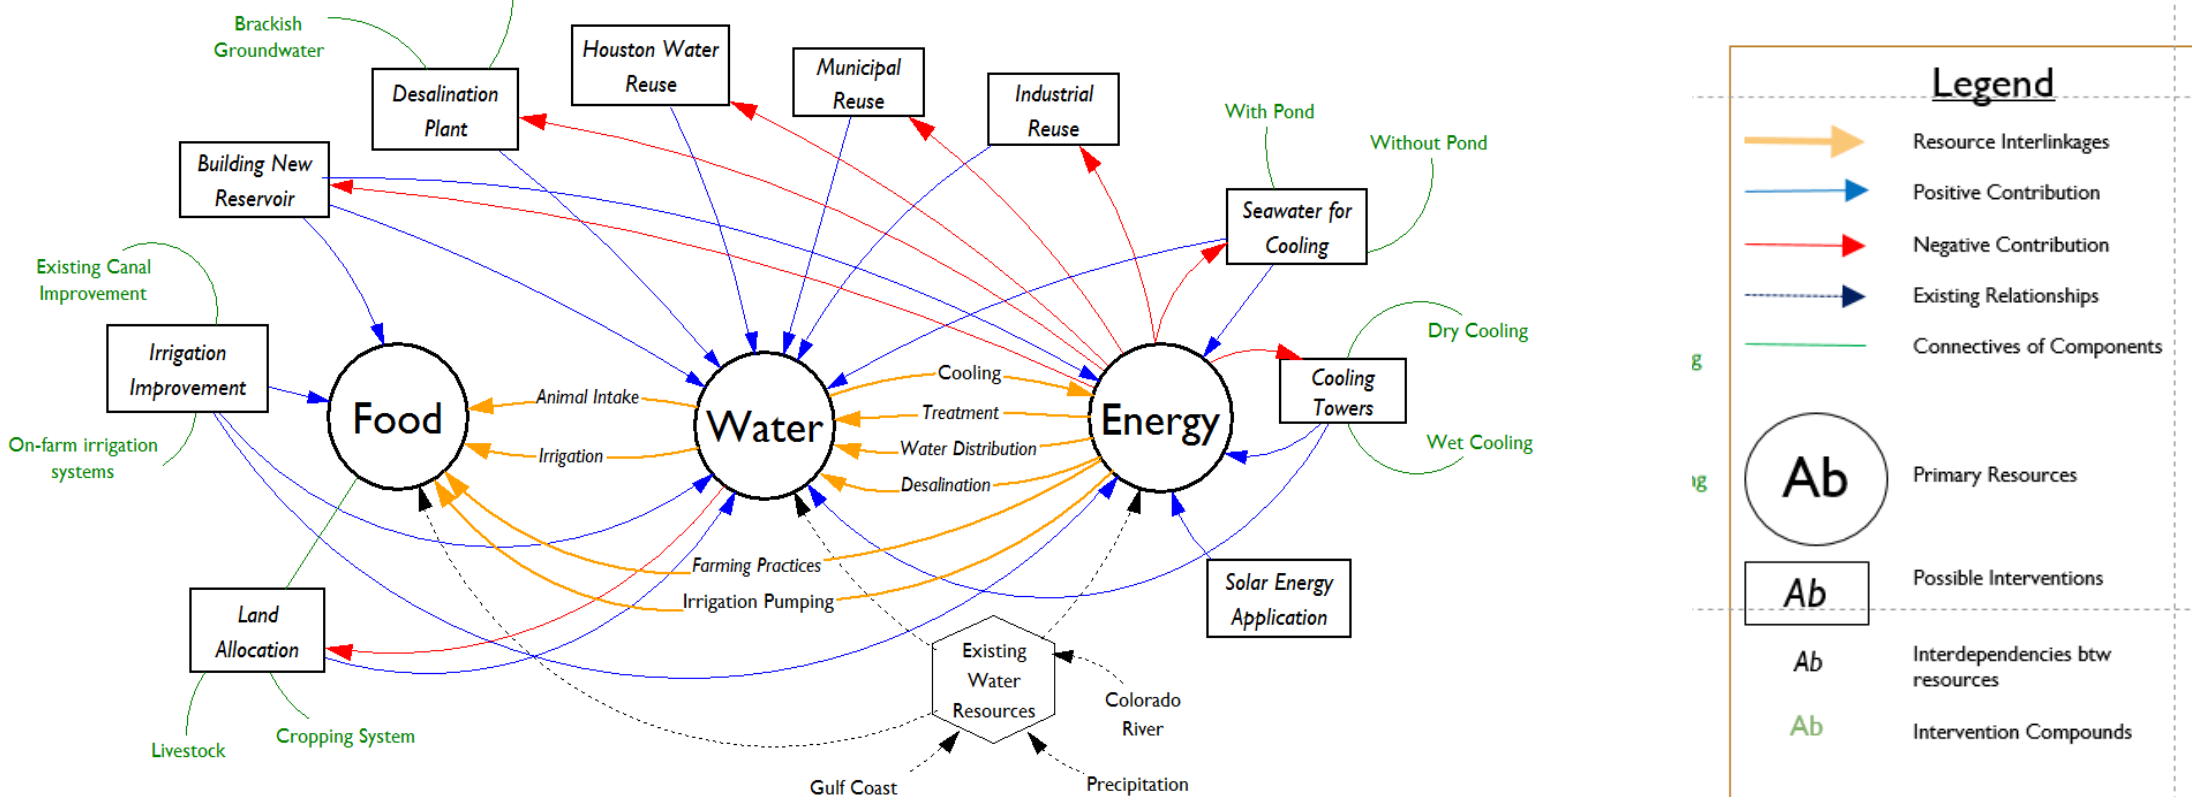 Brackish
Groundwater
Desalination
Plant
Houston Water
Reuse
Municipal
Reuse
Industrial
Reuse
With Pond
Without Pond
Building New
Reservoir
Seawater for
Cooling
Existing Canal
Improvement
Irrigation
Improvement
On-farm irrigation
systems
Food
Water
Energy
Animal Intake
Irrigation
Cooling
Treatment
Water Distribution
Desalination
Farming Practices
Irrigation Pumping
Dry Cooling
Cooling
Towers
Wet Cooling
Solar Energy
Application
Land
Allocation
Livestock
Cropping System
Existing
Water
Resources
Colorado
River
Gulf Coast
Precipitation
g
ng
Legend
Resource Interlinkages
Positive Contribution
Negative Contribution
Existing Relationships
Connectives of Components
Ab
Primary Resources
Ab
Possible Interventions
Ab
Interdependencies btw
resources
Ab
Intervention Compounds